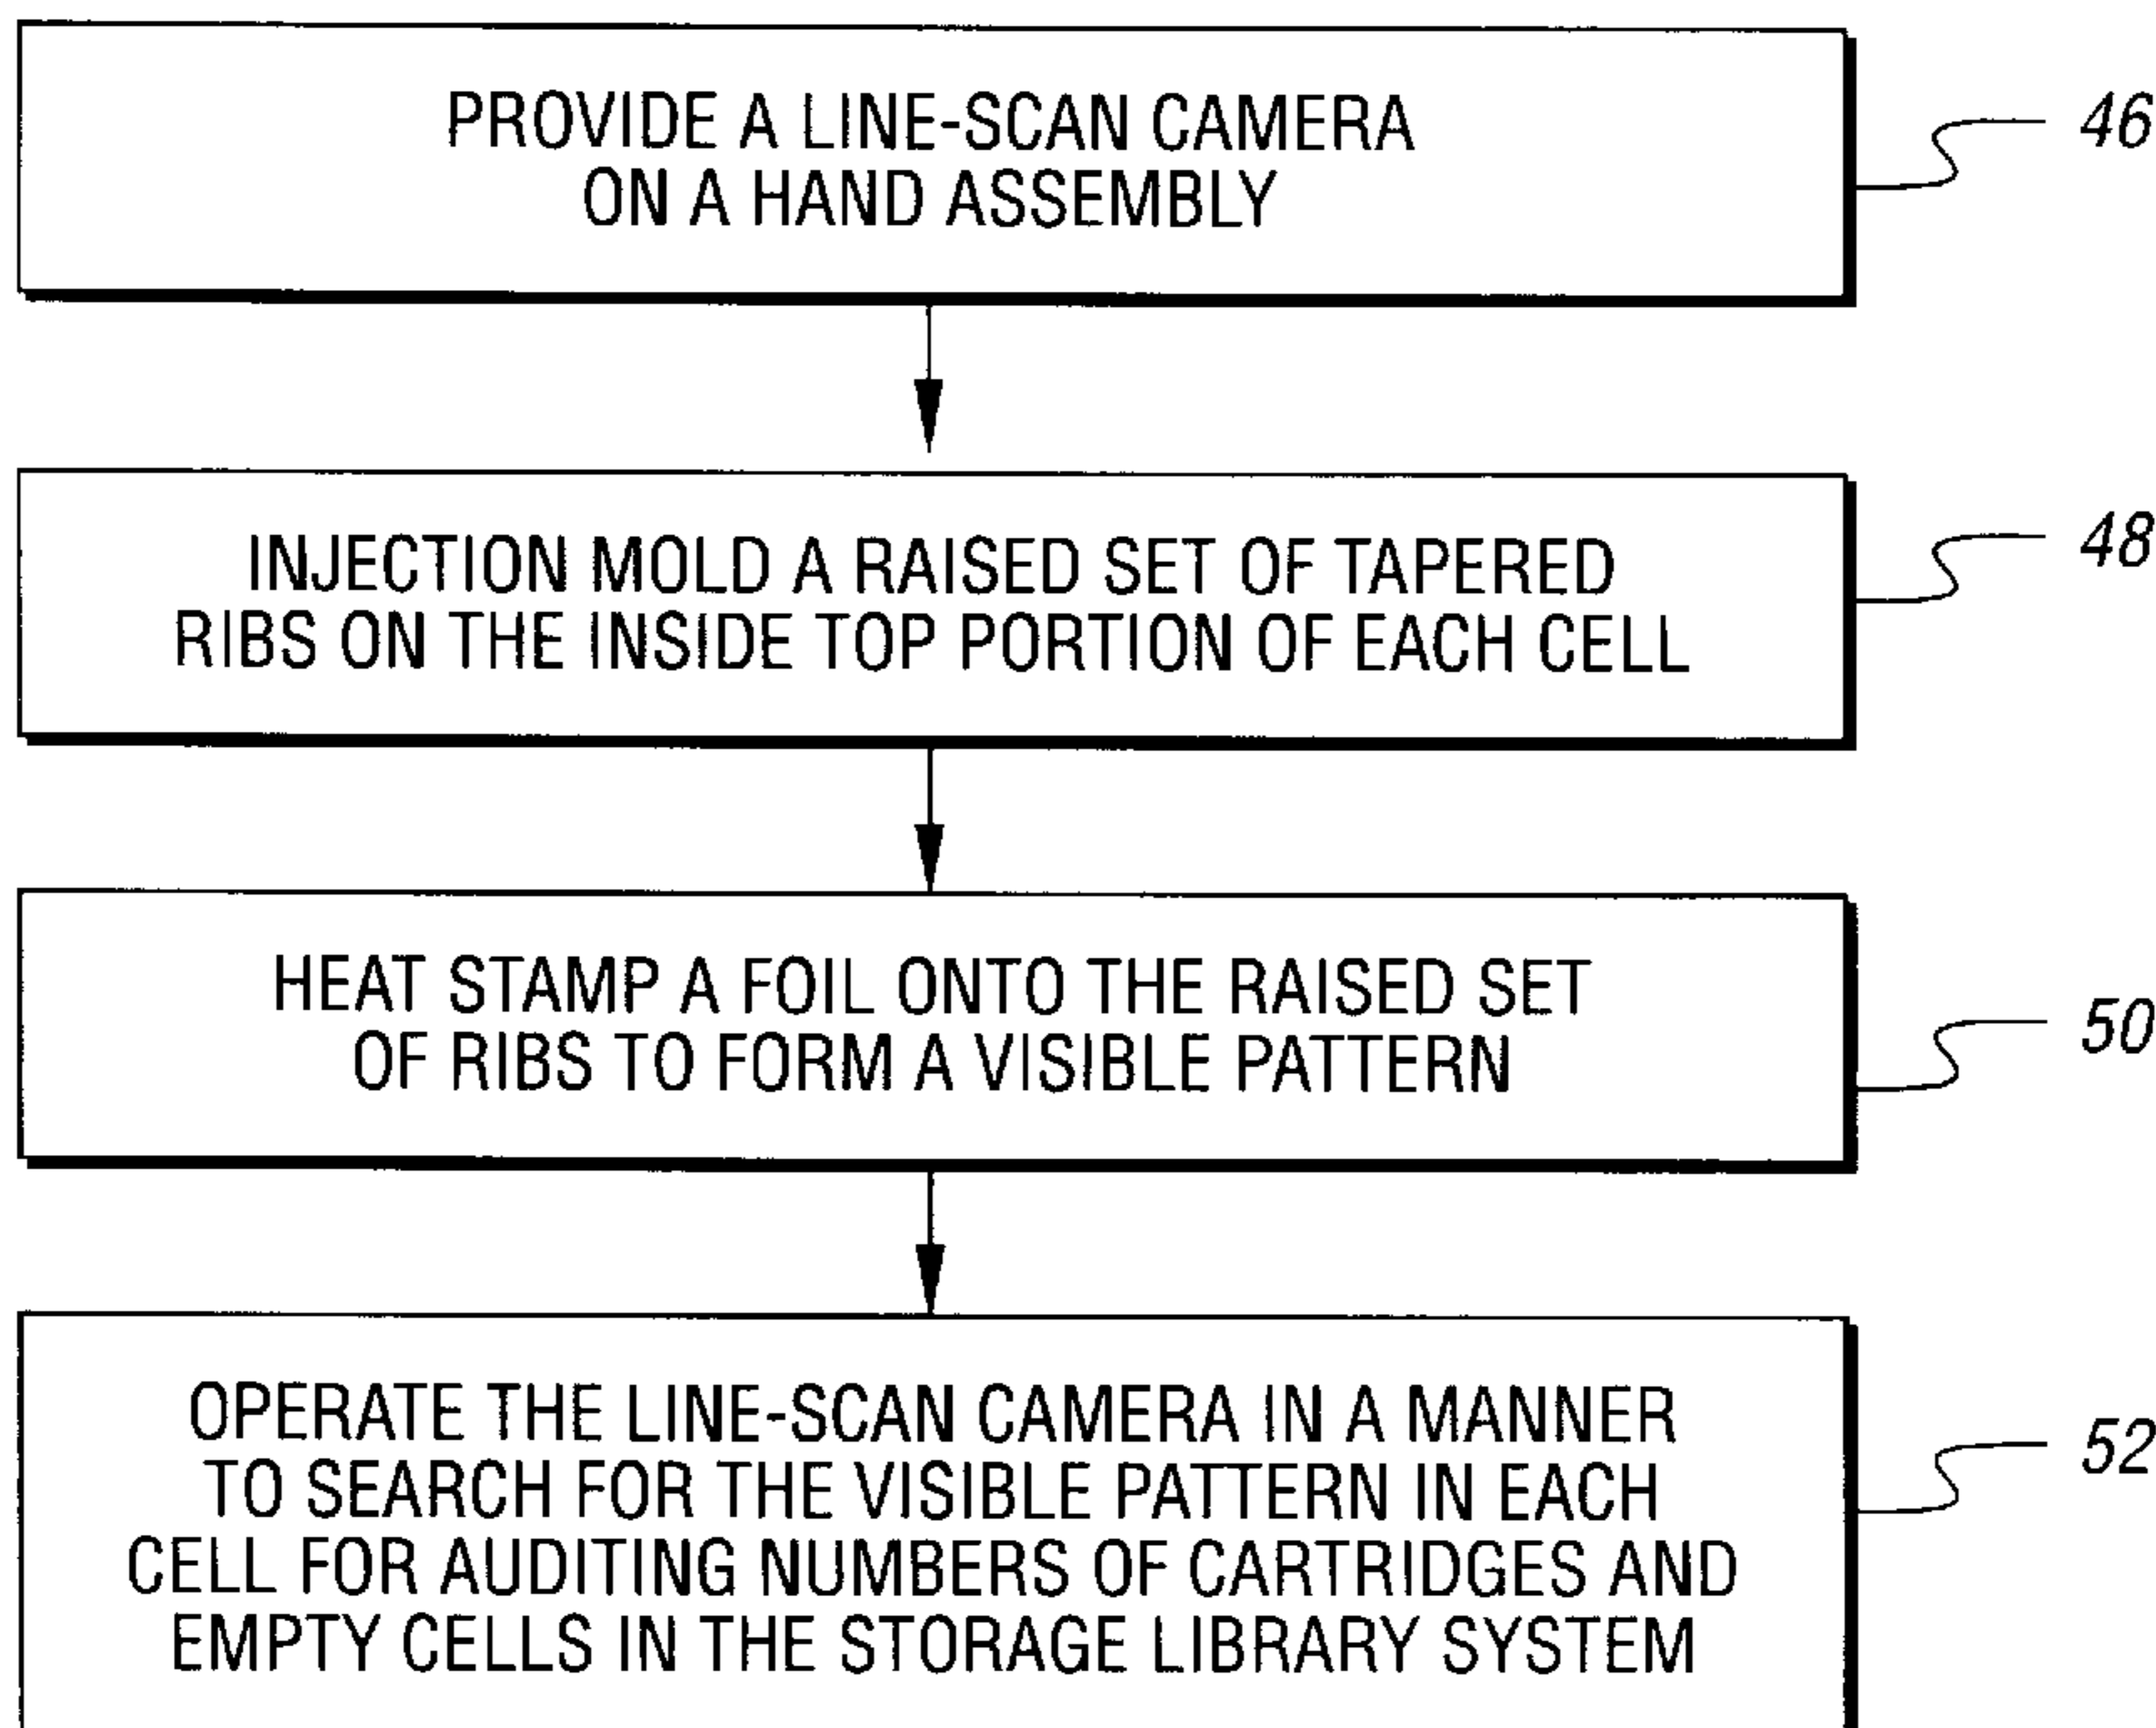 PROVIDE A LINE-SCAN CAMERA
ON A HAND ASSEMBLY
46
INJECTION MOLD A RAISED SET OF TAPERED
RIBS ON THE INSIDE TOP PORTION OF EACH CELL
48
HEAT STAMP A FOIL ONTO THE RAISED SET
OF RIBS TO FORM A VISIBLE PATTERN
50
OPERATE THE LINE-SCAN CAMERA IN A MANNER
TO SEARCH FOR THE VISIBLE PATTERN IN EACH
CELL FOR AUDITING NUMBERS OF CARTRIDGES AND
EMPTY CELLS IN THE STORAGE LIBRARY SYSTEM
52